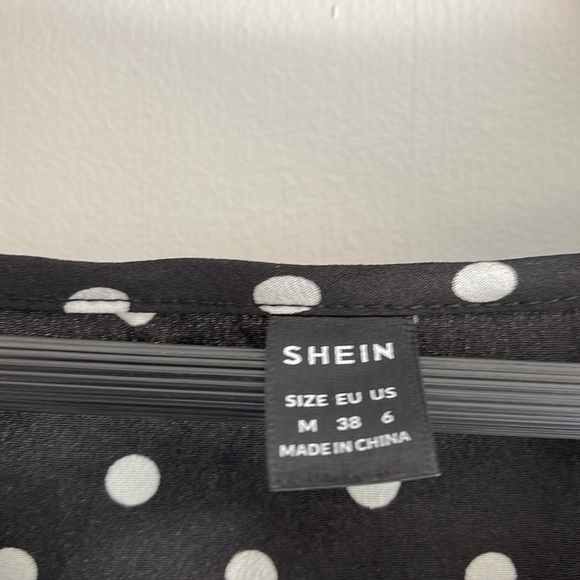 SHEIN
SIZE EU US
M 38 6
MADE IN CHINA